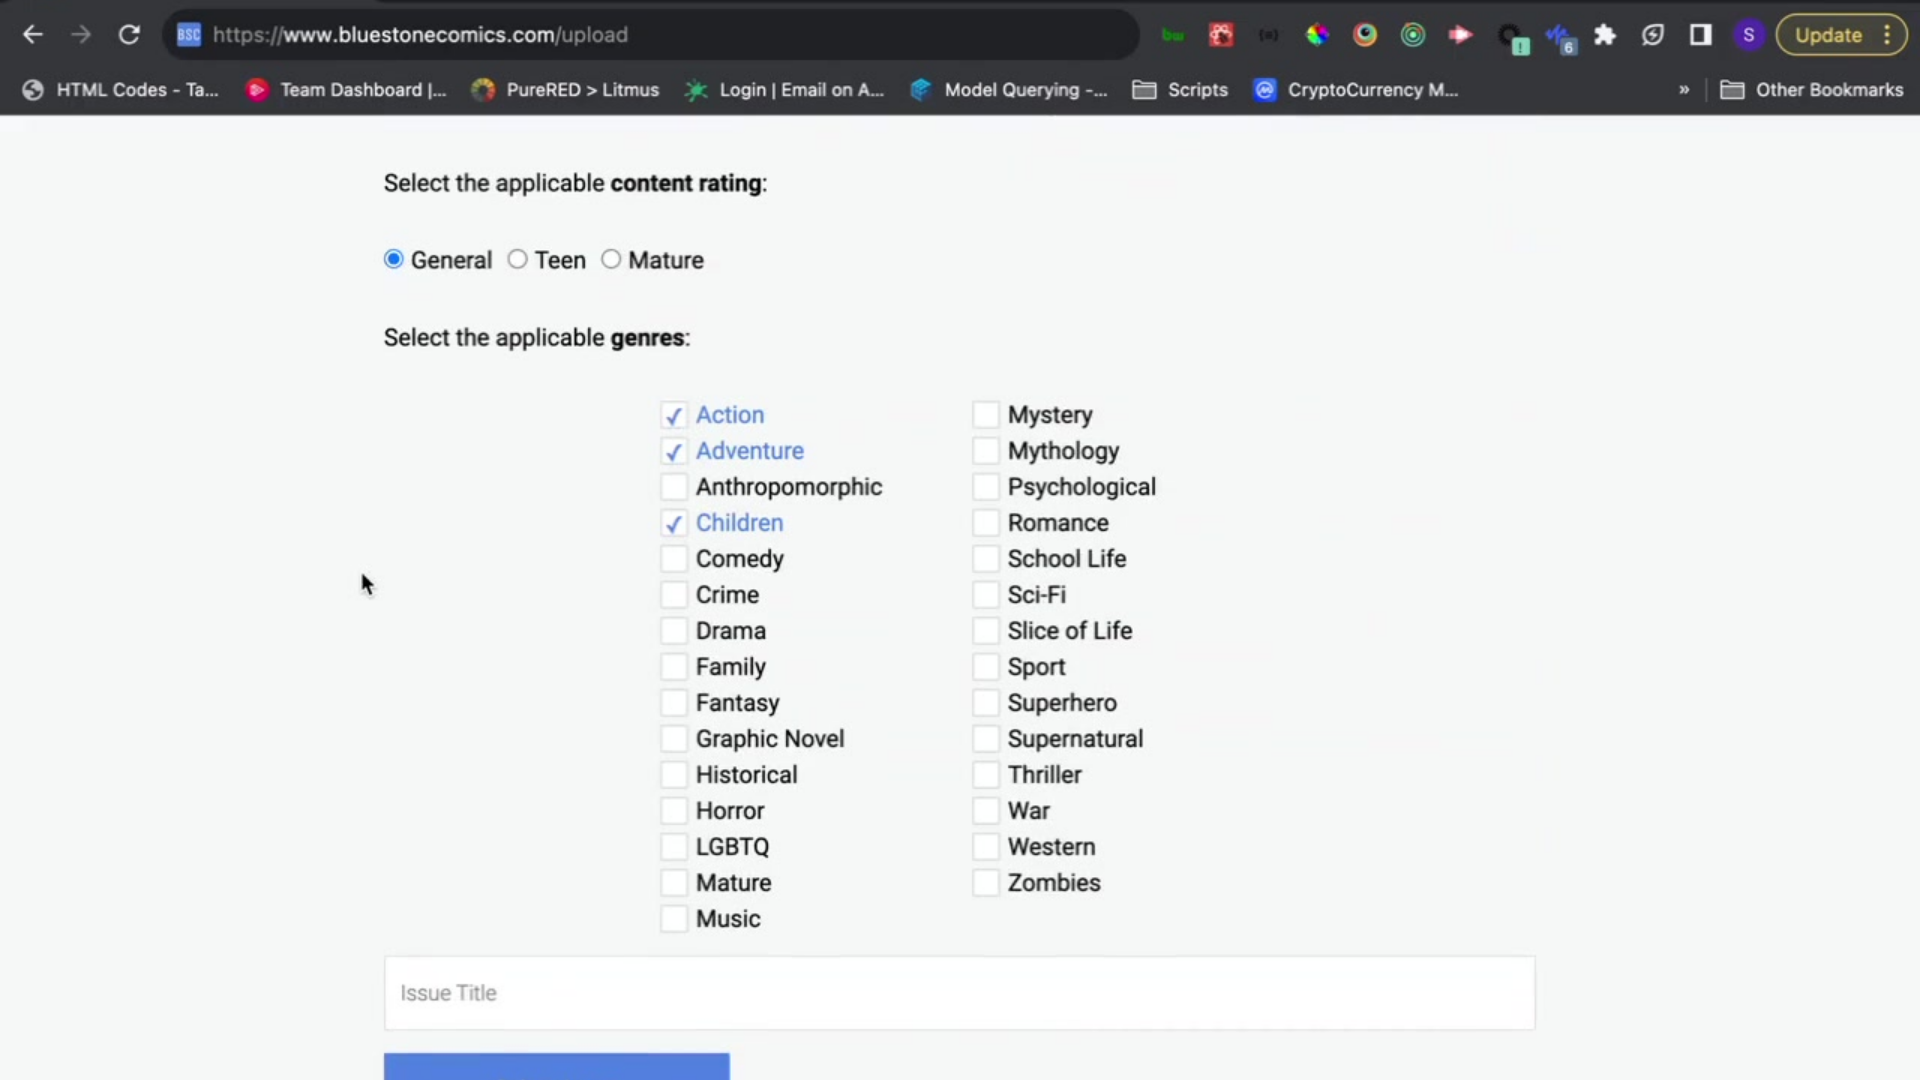 BSC https://www.bluestonecomics.com/upload
6
S
Update
HTML Codes - Ta...
Team Dashboard |...
PureRED > Litmus
Login | Email on A...
Model Querying -...
Scripts
CryptoCurrency M...
»
Other Bookmarks
Select the applicable content rating:
General
Teen
Mature
Select the applicable genres:
Action
Adventure
Anthropomorphic
Children
Comedy
Crime
Drama
Family
Fantasy
Graphic Novel
Historical
Horror
LGBTQ
Mature
Music
Mystery
Mythology
Psychological
Romance
School Life
Sci-Fi
Slice of Life
Sport
Superhero
Supernatural
Thriller
War
Western
Zombies
Issue Title